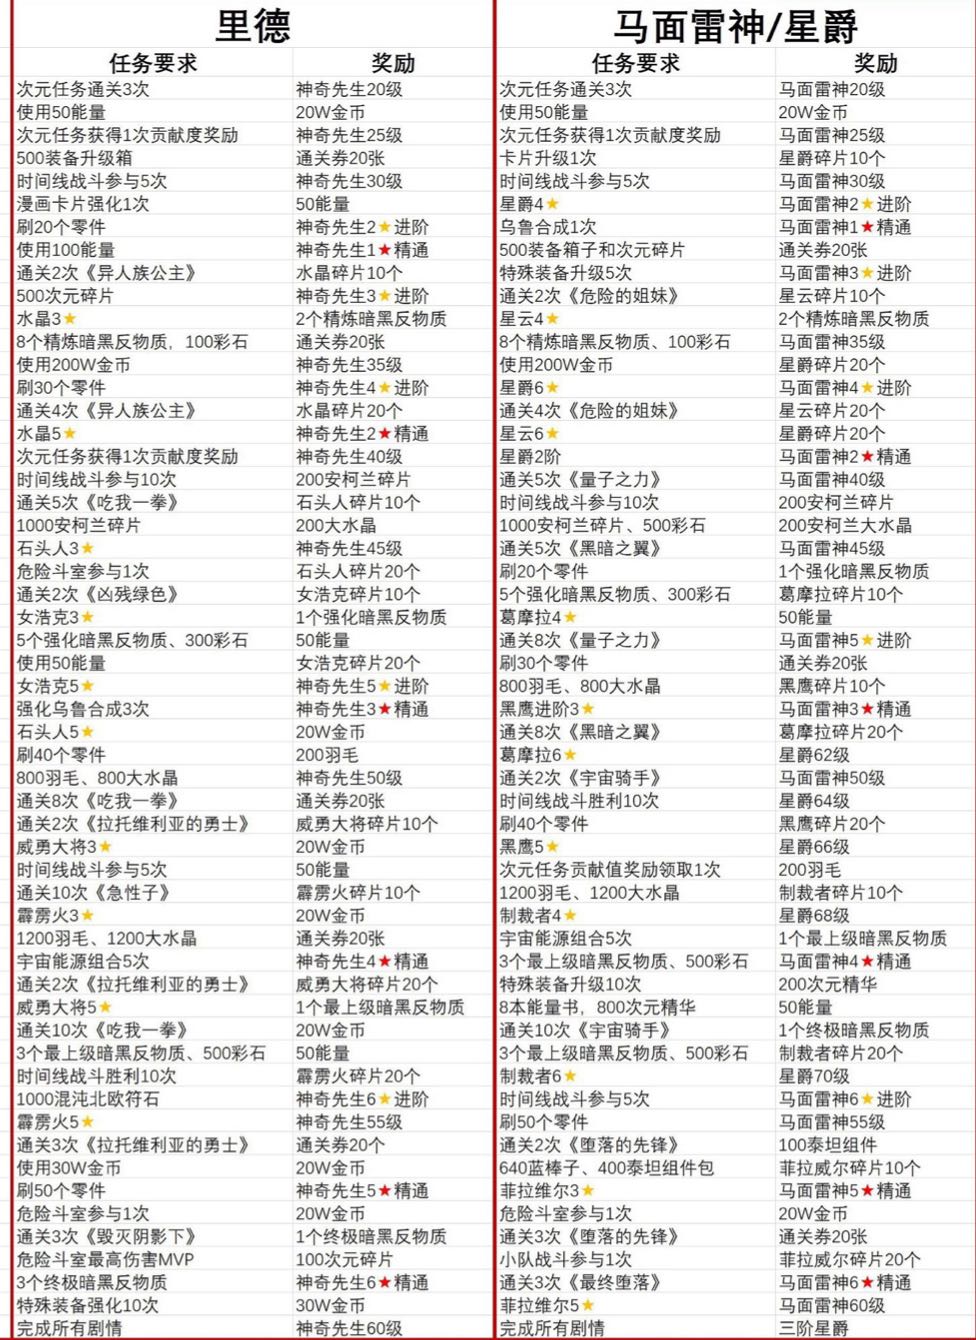 里德 马面雷神/星爵
任务要求 奖励 任务要求 奖励
次元任务通关3次 神奇先生20级 次元任务通关3次 马面雷神20级
使用50能量 20W金币 使用50能量 20W金币
次元任务获得1次贡献度奖励 神奇先生25级 次元任务获得1次贡献度奖励 马面雷神25级
500装备升级箱 通关券20张 卡片升级1次 星爵碎片10个
时间线战斗参与5次 神奇先生30级 时间线战斗参与5次 马面雷神30级
漫画卡片强化1次 50能量 星爵4★ 马面雷神2★进阶
刷20个零件 神奇先生2★进阶 乌鲁合成1次 马面雷神1★精通
使用100能量 神奇先生1★精通 500装备箱子和次元碎片 通关券20张
通关2次《异人族公主》 水晶碎片10个 特殊装备升级5次 马面雷神3★进阶
500次元碎片 神奇先生3★进阶 通关2次《危险的姐妹》 星云碎片10个
水晶3★ 2个精炼暗黑反物质 星云4★ 2个精炼暗黑反物质
8个精炼暗黑反物质，100彩石 通关券20张 8个精炼暗黑反物质、100彩石 马面雷神35级
使用200W金币 神奇先生35级 使用200W金币 星爵碎片20个
刷30个零件 神奇先生4★进阶 星爵6★ 马面雷神4★进阶
通关4次《异人族公主》 水晶碎片20个 通关4次《危险的姐妹》 星云碎片20个
水晶5★ 神奇先生2★精通 星云6★ 星爵碎片20个
次元任务获得1次贡献度奖励 神奇先生40级 星爵2阶 马面雷神2★精通
时间线战斗参与10次 200安柯兰碎片 通关5次《量子之力》 马面雷神40级
通关5次《吃我一拳》 石头人碎片10个 时间线战斗参与10次 200安柯兰碎片
1000安柯兰碎片 200大水晶 1000安柯兰碎片、500彩石 200安柯兰大水晶
石头人3★ 神奇先生45级 通关5次《黑暗之翼》 马面雷神45级
危险斗室参与1次 石头人碎片20个 刷20个零件 1个强化暗黑反物质
通关2次《凶残绿色》 女浩克碎片10个 5个强化暗黑反物质、300彩石 葛摩拉碎片10个
女浩克3★ 1个强化暗黑反物质 葛摩拉4★ 50能量
5个强化暗黑反物质、300彩石 50能量 通关8次《量子之力》 马面雷神5★进阶
使用50能量 女浩克碎片20个 刷30个零件 通关券20张
女浩克5★ 神奇先生5★进阶 800羽毛、800大水晶 黑鹰碎片10个
强化乌鲁合成3次 神奇先生3★精通 黑鹰进阶3★ 马面雷神3★精通
石头人5★ 20W金币 通关8次《黑暗之翼》 葛摩拉碎片20个
刷40个零件 200羽毛 葛摩拉6★ 星爵62级
800羽毛、800大水晶 神奇先生50级 通关2次《宇宙骑手》 马面雷神50级
通关8次《吃我一拳》 通关券20张 时间线战斗胜利10次 星爵64级
通关2次《拉托维利亚的勇士》 威勇大将碎片10个 刷40个零件 黑鹰碎片20个
威勇大将3★ 20W金币 黑鹰5★ 星爵66级
时间线战斗参与5次 50能量 次元任务贡献值奖励领取1次 200羽毛
通关10次《急性子》 霹雳火碎片10个 1200羽毛、1200大水晶 制裁者碎片10个
霹雳火3★ 20W金币 制裁者4★ 星爵68级
1200羽毛、1200大水晶 通关券20张 宇宙能源组合5次 1个最上级暗黑反物质
宇宙能源组合5次 神奇先生4★精通 3个最上级暗黑反物质、500彩石 马面雷神4★精通
通关2次《拉托维利亚的勇士》 威勇大将碎片20个 特殊装备升级10次 200次元精华
威勇大将5★ 1个最上级暗黑反物质 8本能量书，800次元精华 50能量
通关10次《吃我一拳》 20W金币 通关10次《宇宙骑手》 1个终极暗黑反物质
3个最上级暗黑反物质、500彩石 50能量 3个最上级暗黑反物质、500彩石 制裁者碎片20个
时间线战斗胜利10次 霹雳火碎片20个 制裁者6★ 星爵70级
1000混沌北欧符石 神奇先生6★进阶 时间线战斗参与5次 马面雷神6★进阶
霹雳火5★ 神奇先生55级 刷50个零件 马面雷神55级
通关3次《拉托维利亚的勇士》 通关券20个 通关2次《堕落的先锋》 100泰坦组件
使用30W金币 20W金币 640蓝棒子、400泰坦组件包 菲拉威尔碎片10个
刷50个零件 神奇先生5★精通 菲拉维尔3★ 马面雷神5★精通
危险斗室参与1次 20W金币 危险斗室参与1次 20W金币
通关3次《毁灭阴影下》 1个终极暗黑反物质 通关3次《堕落的先锋》 通关券20张
危险斗室最高伤害MVP 100次元碎片 小队战斗参与1次 菲拉威尔碎片20个
3个终极暗黑反物质 神奇先生6★精通 通关3次《最终堕落》 马面雷神6★精通
特殊装备强化10次 30W金币 菲拉维尔5★ 马面雷神60级
完成所有剧情 神奇先生60级 完成所有剧情 三阶星爵